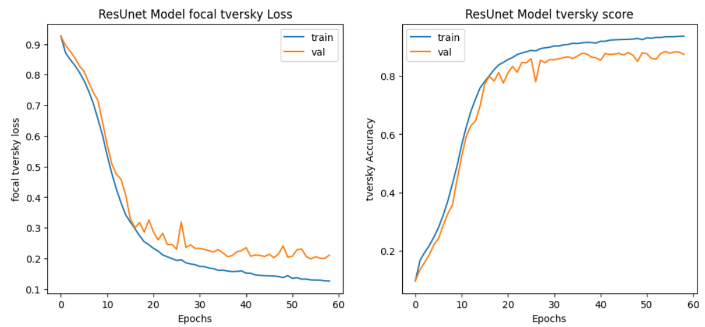 ResUnet Model focal tversky Loss
train
val
focal tversky loss
0.9
0.8
0.7
0.6
0.5
0.4
0.3
0.2
0.1
0
10
20
30
40
50
60
Epochs
ResUnet Model tversky score
train
val
tversky Accuracy
0.8
0.6
0.4
0.2
0
10
20
30
40
50
60
Epochs